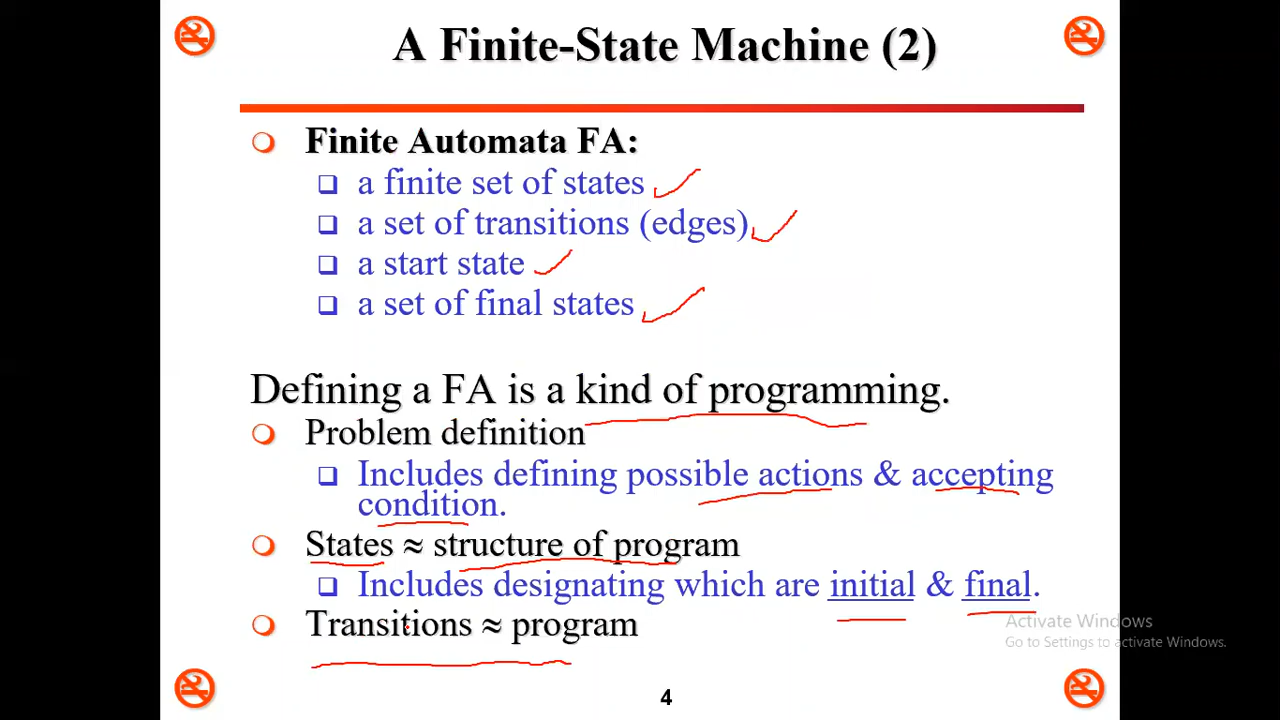 A Finite-State Machine (2)
Finite Automata FA:
a finite set of states
a set of transitions (edges)
a start state
a set of final states
Defining a FA is a kind of programming.
Problem definition
Includes defining possible actions & accepting
condition.
States ≈ structure of program
Includes designating which are initial & final.
Transitions ≈ program
Activate Windows
Go to Settings to activate Windows.
4